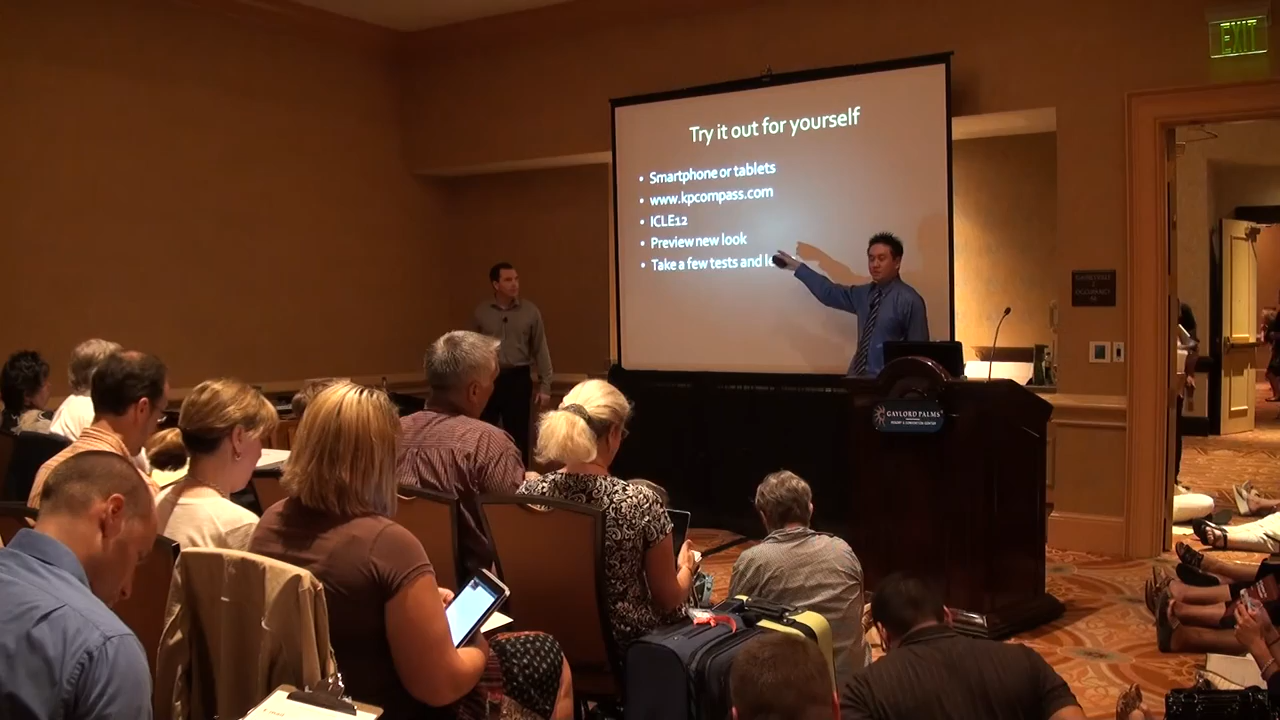 EXIT
Try it out for yourself
• Smartphone or tablets
• www.kpcompass.com
• ICLE12
• Preview new look
• Take a few tests and
GAYLORD PALMS